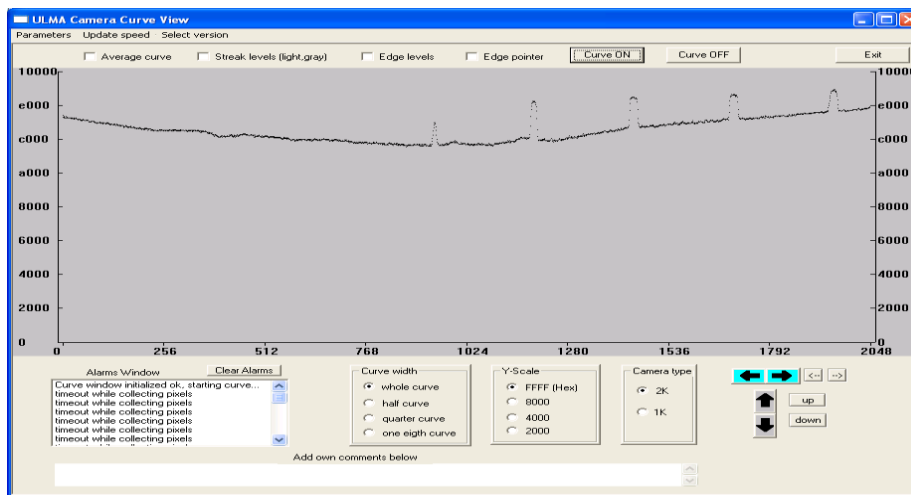 ULMA Camera Curve View
Parameters Update speed Select version
Average curve Streak levels (light,gray) Edge levels Edge pointer Curve ON Curve OFF Exit
10000 10000
e000 e000
c000 c000
a000 a000
8000 8000
6000 6000
4000 4000
2000 2000
0 0
0 256 512 768 1024 1280 1536 1792 2048
Alarms Window Clear Alarms
Curve window initialized ok, starting curve...
timeout while collecting pixels
timeout while collecting pixels
timeout while collecting pixels
timeout while collecting pixels
timeout while collecting pixels
timeout while collecting pixels
Curve width
whole curve
half curve
quarter curve
one eigth curve
Y-Scale
FFFF (Hex)
8000
4000
2000
Camera type
2K
1K
<-- -->
up
down
Add own comments below